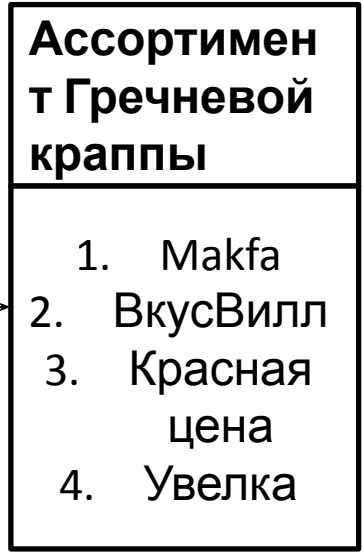 Ассортимен
т Гречневой
краппы
1. Makfa
2. ВкусВилл
3. Красная
цена
4. Увелка